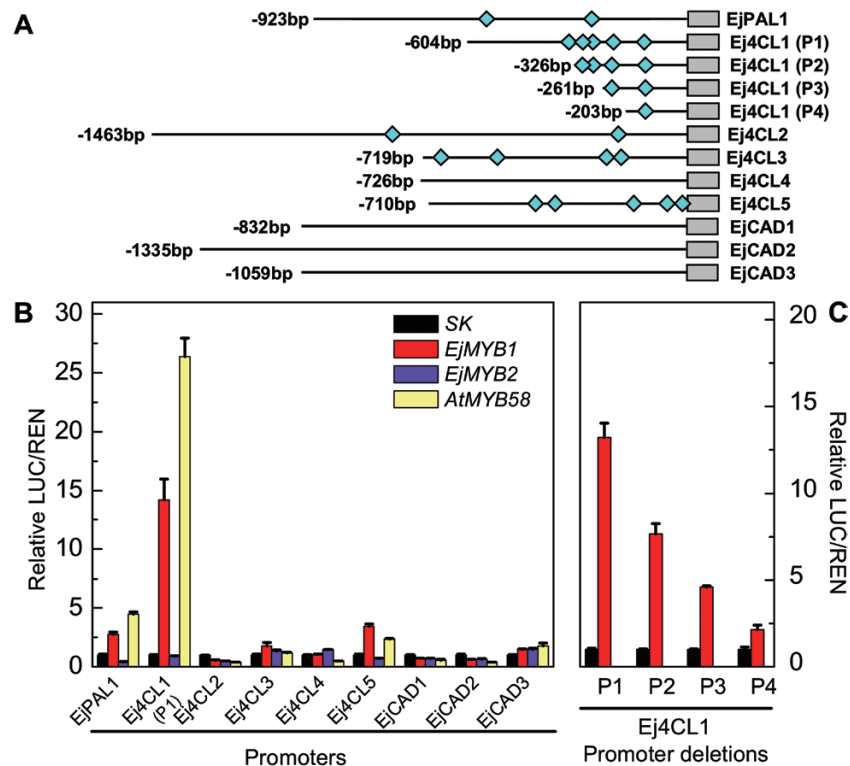 A
-923bp EjPAL1
-604bp Ej4CL1 (P1)
-326bp Ej4CL1 (P2)
-261bp Ej4CL1 (P3)
-203bp Ej4CL1 (P4)
-1463bp Ej4CL2
-719bp Ej4CL3
-726bp Ej4CL4
-710bp Ej4CL5
-832bp EjCAD1
-1335bp EjCAD2
-1059bp EjCAD3
B
Relative LUC/REN
30
25
20
15
10
5
0
SK
EjMYB1
EjMYB2
AtMYB58
EjPAL1
Ej4CL1
(P1)
Ej4CL2
Ej4CL3
Ej4CL4
Ej4CL5
EjCAD1
EjCAD2
EjCAD3
Promoters
C
20
15
10
5
0
Relative LUC/REN
P1 P2 P3 P4
Ej4CL1
Promoter deletions